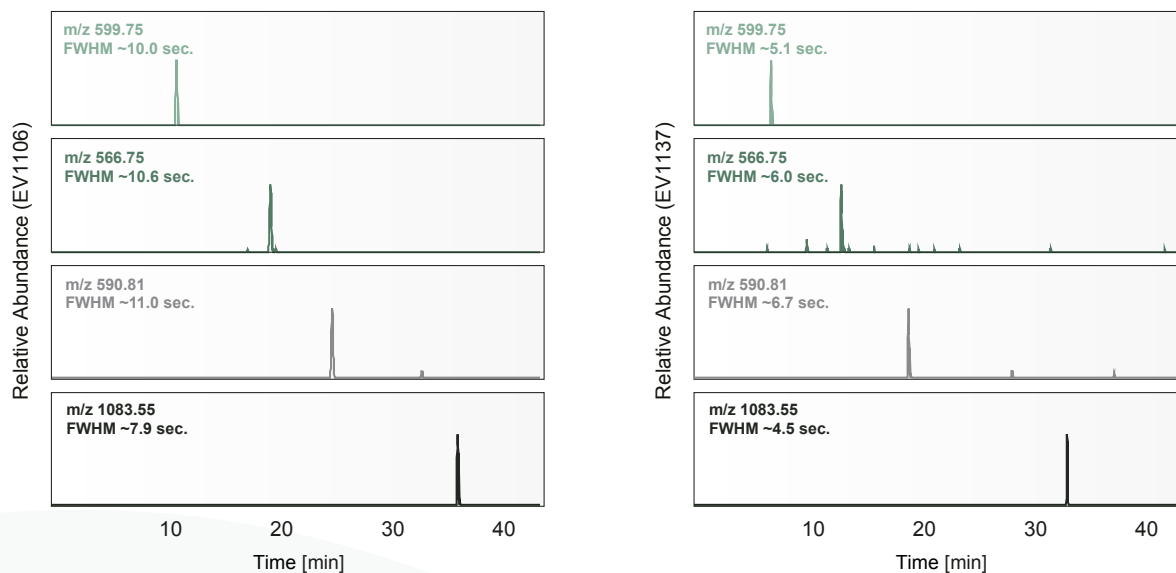 Relative Abundance (EV1106)
m/z 599.75
FWHM ~10.0 sec.
m/z 566.75
FWHM ~10.6 sec.
m/z 590.81
FWHM ~11.0 sec.
m/z 1083.55
FWHM ~7.9 sec.
10 20 30 40
Time [min]
Relative Abundance (EV1137)
m/z 599.75
FWHM ~5.1 sec.
m/z 566.75
FWHM ~6.0 sec.
m/z 590.81
FWHM ~6.7 sec.
m/z 1083.55
FWHM ~4.5 sec.
10 20 30 40
Time [min]